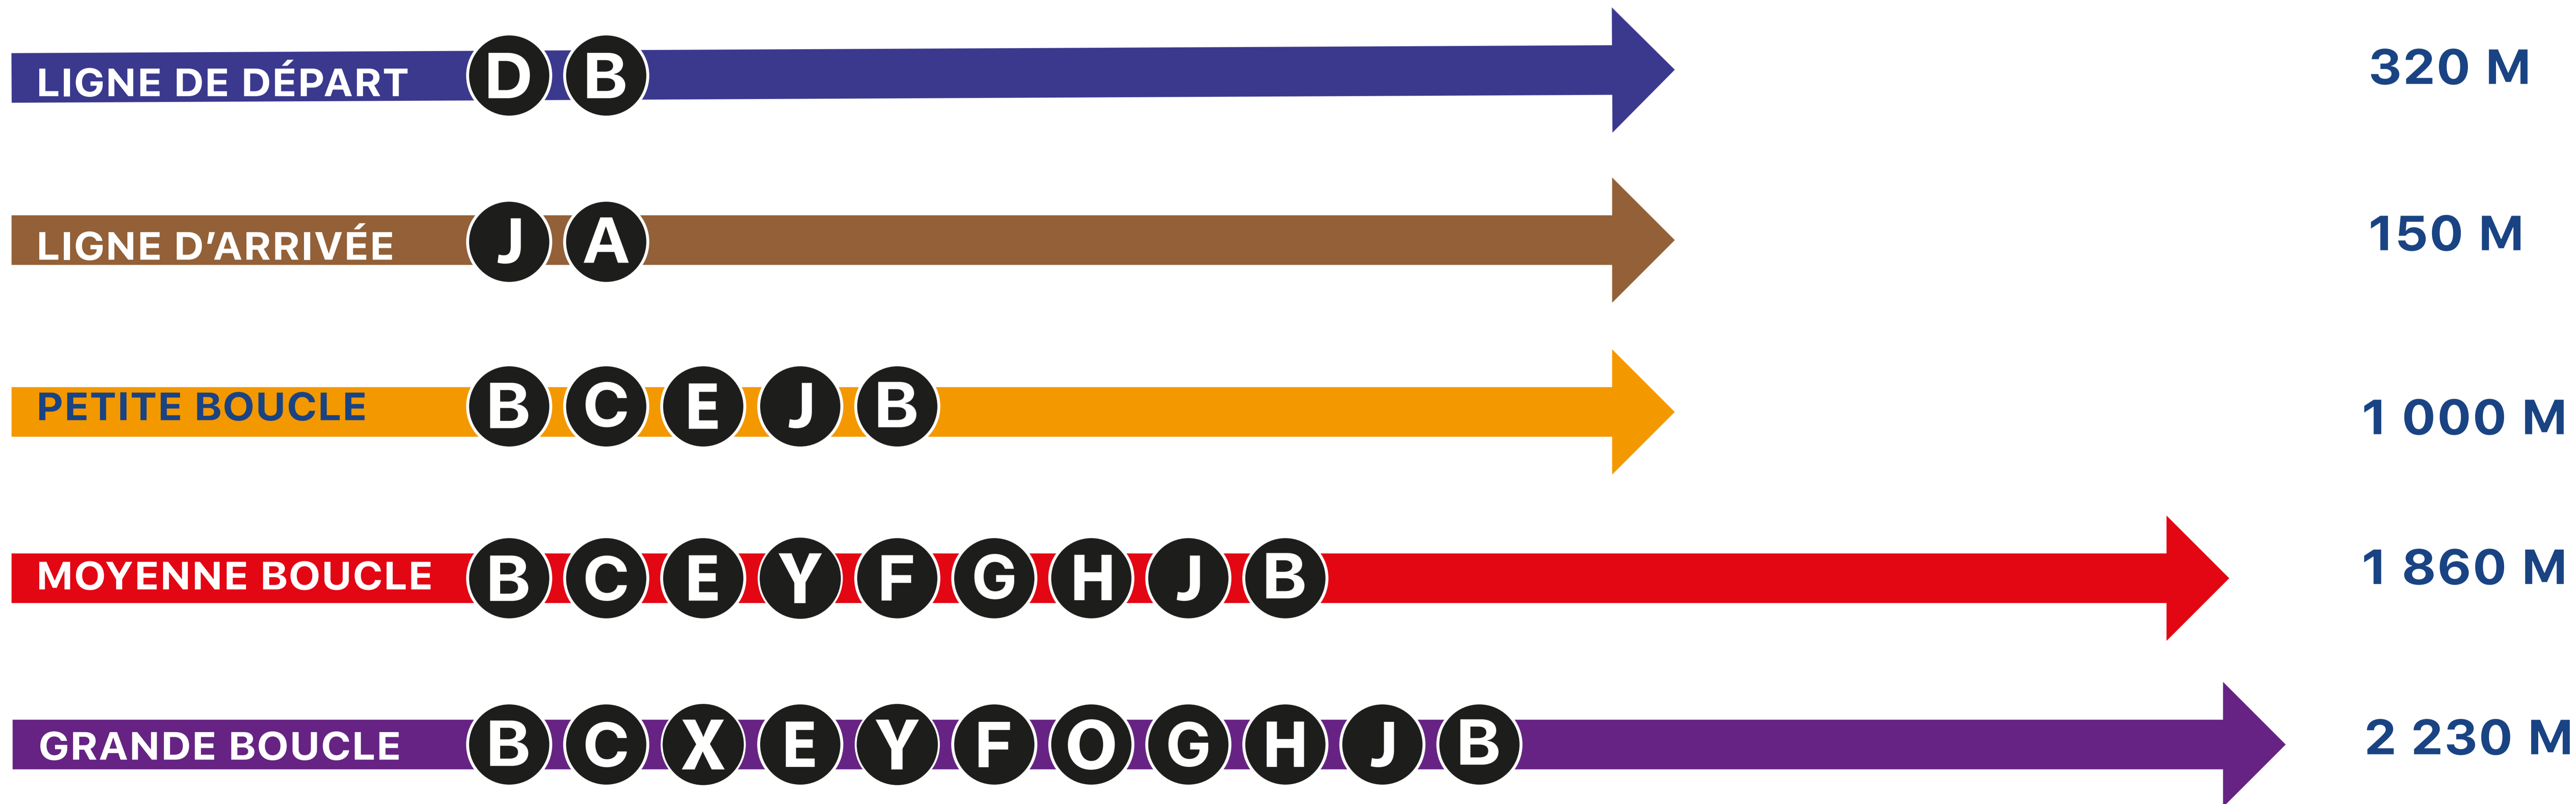 LIGNE DE DÉPART D B 320 M
LIGNE D’ARRIVÉE J A 150 M
PETITE BOUCLE B C E J B 1 000 M
MOYENNE BOUCLE B C E Y F G H J B 1 860 M
GRANDE BOUCLE B C X E Y F O G H J B 2 230 M